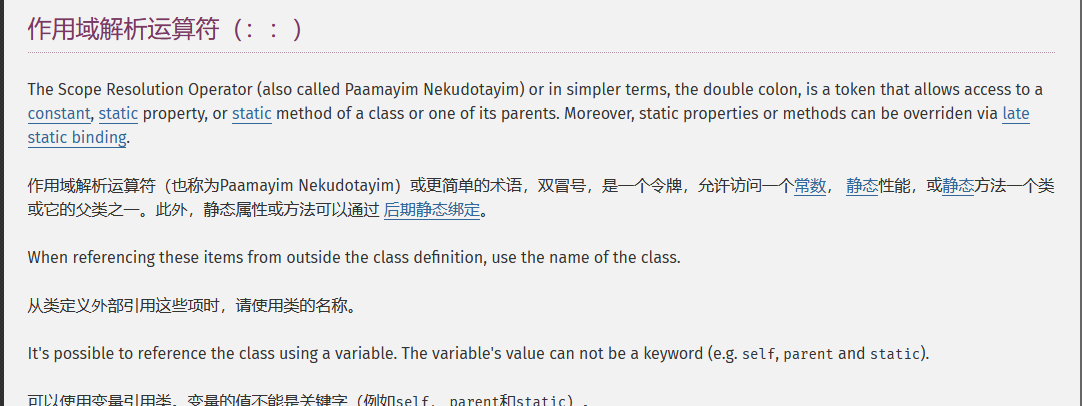 作用域解析运算符（：：）
The Scope Resolution Operator (also called Paamayim Nekudotayim) or in simpler terms, the double colon, is a token that allows access to a
constant, static property, or static method of a class or one of its parents. Moreover, static properties or methods can be overriden via late
static binding.
作用域解析运算符（也称为Paamayim Nekudotayim）或更简单的术语，双冒号，是一个令牌，允许访问一个常数， 静态性能，或静态方法一个类
或它的父类之一。此外，静态属性或方法可以通过 后期静态绑定。
When referencing these items from outside the class definition, use the name of the class.
从类定义外部引用这些项时，请使用类的名称。
It's possible to reference the class using a variable. The variable's value can not be a keyword (e.g. self, parent and static).
可以使用变量引用类。变量的值不能是关键字（例如self， parent和static）.